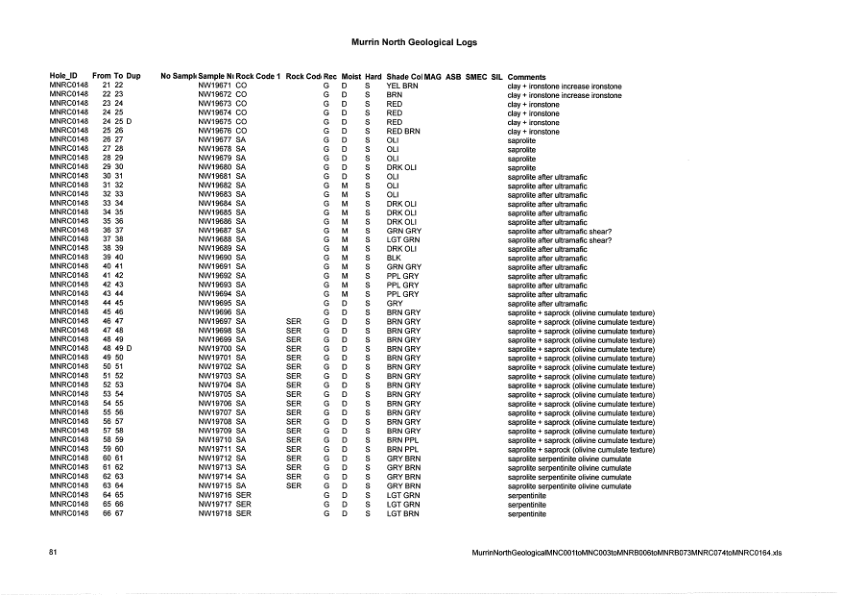 Murrin North Geological Logs
Hole_ID From To Dup No Sampl Sample N Rock Code 1 Rock Cod Rec Moist Hard Shade Col MAG ASB SMEC SIL Comments
MNRC0148 21 22 NW19671 CO G D S YEL BRN clay + ironstone increase ironstone
MNRC0148 22 23 NW19672 CO G D S BRN clay + ironstone increase ironstone
MNRC0148 23 24 NW19673 CO G D S RED clay + ironstone
MNRC0148 24 25 NW19674 CO G D S RED clay + ironstone
MNRC0148 24 25 D NW19675 CO G D S RED clay + ironstone
MNRC0148 25 26 NW19676 CO G D S RED BRN clay + ironstone
MNRC0148 26 27 NW19677 SA G D S OLI saprolite
MNRC0148 27 28 NW19678 SA G D S OLI saprolite
MNRC0148 28 29 NW19679 SA G D S OLI saprolite
MNRC0148 29 30 NW19680 SA G D S DRK OLI saprolite
MNRC0148 30 31 NW19681 SA G D S OLI saprolite after ultramafic
MNRC0148 31 32 NW19682 SA G M S OLI saprolite after ultramafic
MNRC0148 32 33 NW19683 SA G M S OLI saprolite after ultramafic
MNRC0148 33 34 NW19684 SA G M S DRK OLI saprolite after ultramafic
MNRC0148 34 35 NW19685 SA G M S DRK OLI saprolite after ultramafic
MNRC0148 35 36 NW19686 SA G M S DRK OLI saprolite after ultramafic
MNRC0148 36 37 NW19687 SA G M S GRN GRY saprolite after ultramafic shear?
MNRC0148 37 38 NW19688 SA G M S LGT GRN saprolite after ultramafic shear?
MNRC0148 38 39 NW19689 SA G M S DRK OLI saprolite after ultramafic
MNRC0148 39 40 NW19690 SA G M S BLK saprolite after ultramafic
MNRC0148 40 41 NW19691 SA G M S GRN GRY saprolite after ultramafic
MNRC0148 41 42 NW19692 SA G M S PPL GRY saprolite after ultramafic
MNRC0148 42 43 NW19693 SA G M S PPL GRY saprolite after ultramafic
MNRC0148 43 44 NW19694 SA G M S PPL GRY saprolite after ultramafic
MNRC0148 44 45 NW19695 SA G D S GRY saprolite after ultramafic
MNRC0148 45 46 NW19696 SA G D S BRN GRY saprolite + saprock (olivine cumulate texture)
MNRC0148 46 47 NW19697 SA SER G D S BRN GRY saprolite + saprock (olivine cumulate texture)
MNRC0148 47 48 NW19698 SA SER G D S BRN GRY saprolite + saprock (olivine cumulate texture)
MNRC0148 48 49 NW19699 SA SER G D S BRN GRY saprolite + saprock (olivine cumulate texture)
MNRC0148 48 49 D NW19700 SA SER G D S BRN GRY saprolite + saprock (olivine cumulate texture)
MNRC0148 49 50 NW19701 SA SER G D S BRN GRY saprolite + saprock (olivine cumulate texture)
MNRC0148 50 51 NW19702 SA SER G D S BRN GRY saprolite + saprock (olivine cumulate texture)
MNRC0148 51 52 NW19703 SA SER G D S BRN GRY saprolite + saprock (olivine cumulate texture)
MNRC0148 52 53 NW19704 SA SER G D S BRN GRY saprolite + saprock (olivine cumulate texture)
MNRC0148 53 54 NW19705 SA SER G D S BRN GRY saprolite + saprock (olivine cumulate texture)
MNRC0148 54 55 NW19706 SA SER G D S BRN GRY saprolite + saprock (olivine cumulate texture)
MNRC0148 55 56 NW19707 SA SER G D S BRN GRY saprolite + saprock (olivine cumulate texture)
MNRC0148 56 57 NW19708 SA SER G D S BRN GRY saprolite + saprock (olivine cumulate texture)
MNRC0148 57 58 NW19709 SA SER G D S BRN GRY saprolite + saprock (olivine cumulate texture)
MNRC0148 58 59 NW19710 SA SER G D S BRN PPL saprolite + saprock (olivine cumulate texture)
MNRC0148 59 60 NW19711 SA SER G D S BRN PPL saprolite + saprock (olivine cumulate texture)
MNRC0148 60 61 NW19712 SA SER G D S GRY BRN saprolite serpentinite olivine cumulate
MNRC0148 61 62 NW19713 SA SER G D S GRY BRN saprolite serpentinite olivine cumulate
MNRC0148 62 63 NW19714 SA SER G D S GRY BRN saprolite serpentinite olivine cumulate
MNRC0148 63 64 NW19715 SA SER G D S GRY BRN saprolite serpentinite olivine cumulate
MNRC0148 64 65 NW19716 SER G D S LGT GRN serpentinite
MNRC0148 65 66 NW19717 SER G D S LGT GRN serpentinite
MNRC0148 66 67 NW19718 SER G D S LGT BRN serpentinite
81 MurrinNorthGeologicalMNC001toMNC003toMNRB006toMNRB073MNRC074toMNRC0164.xls